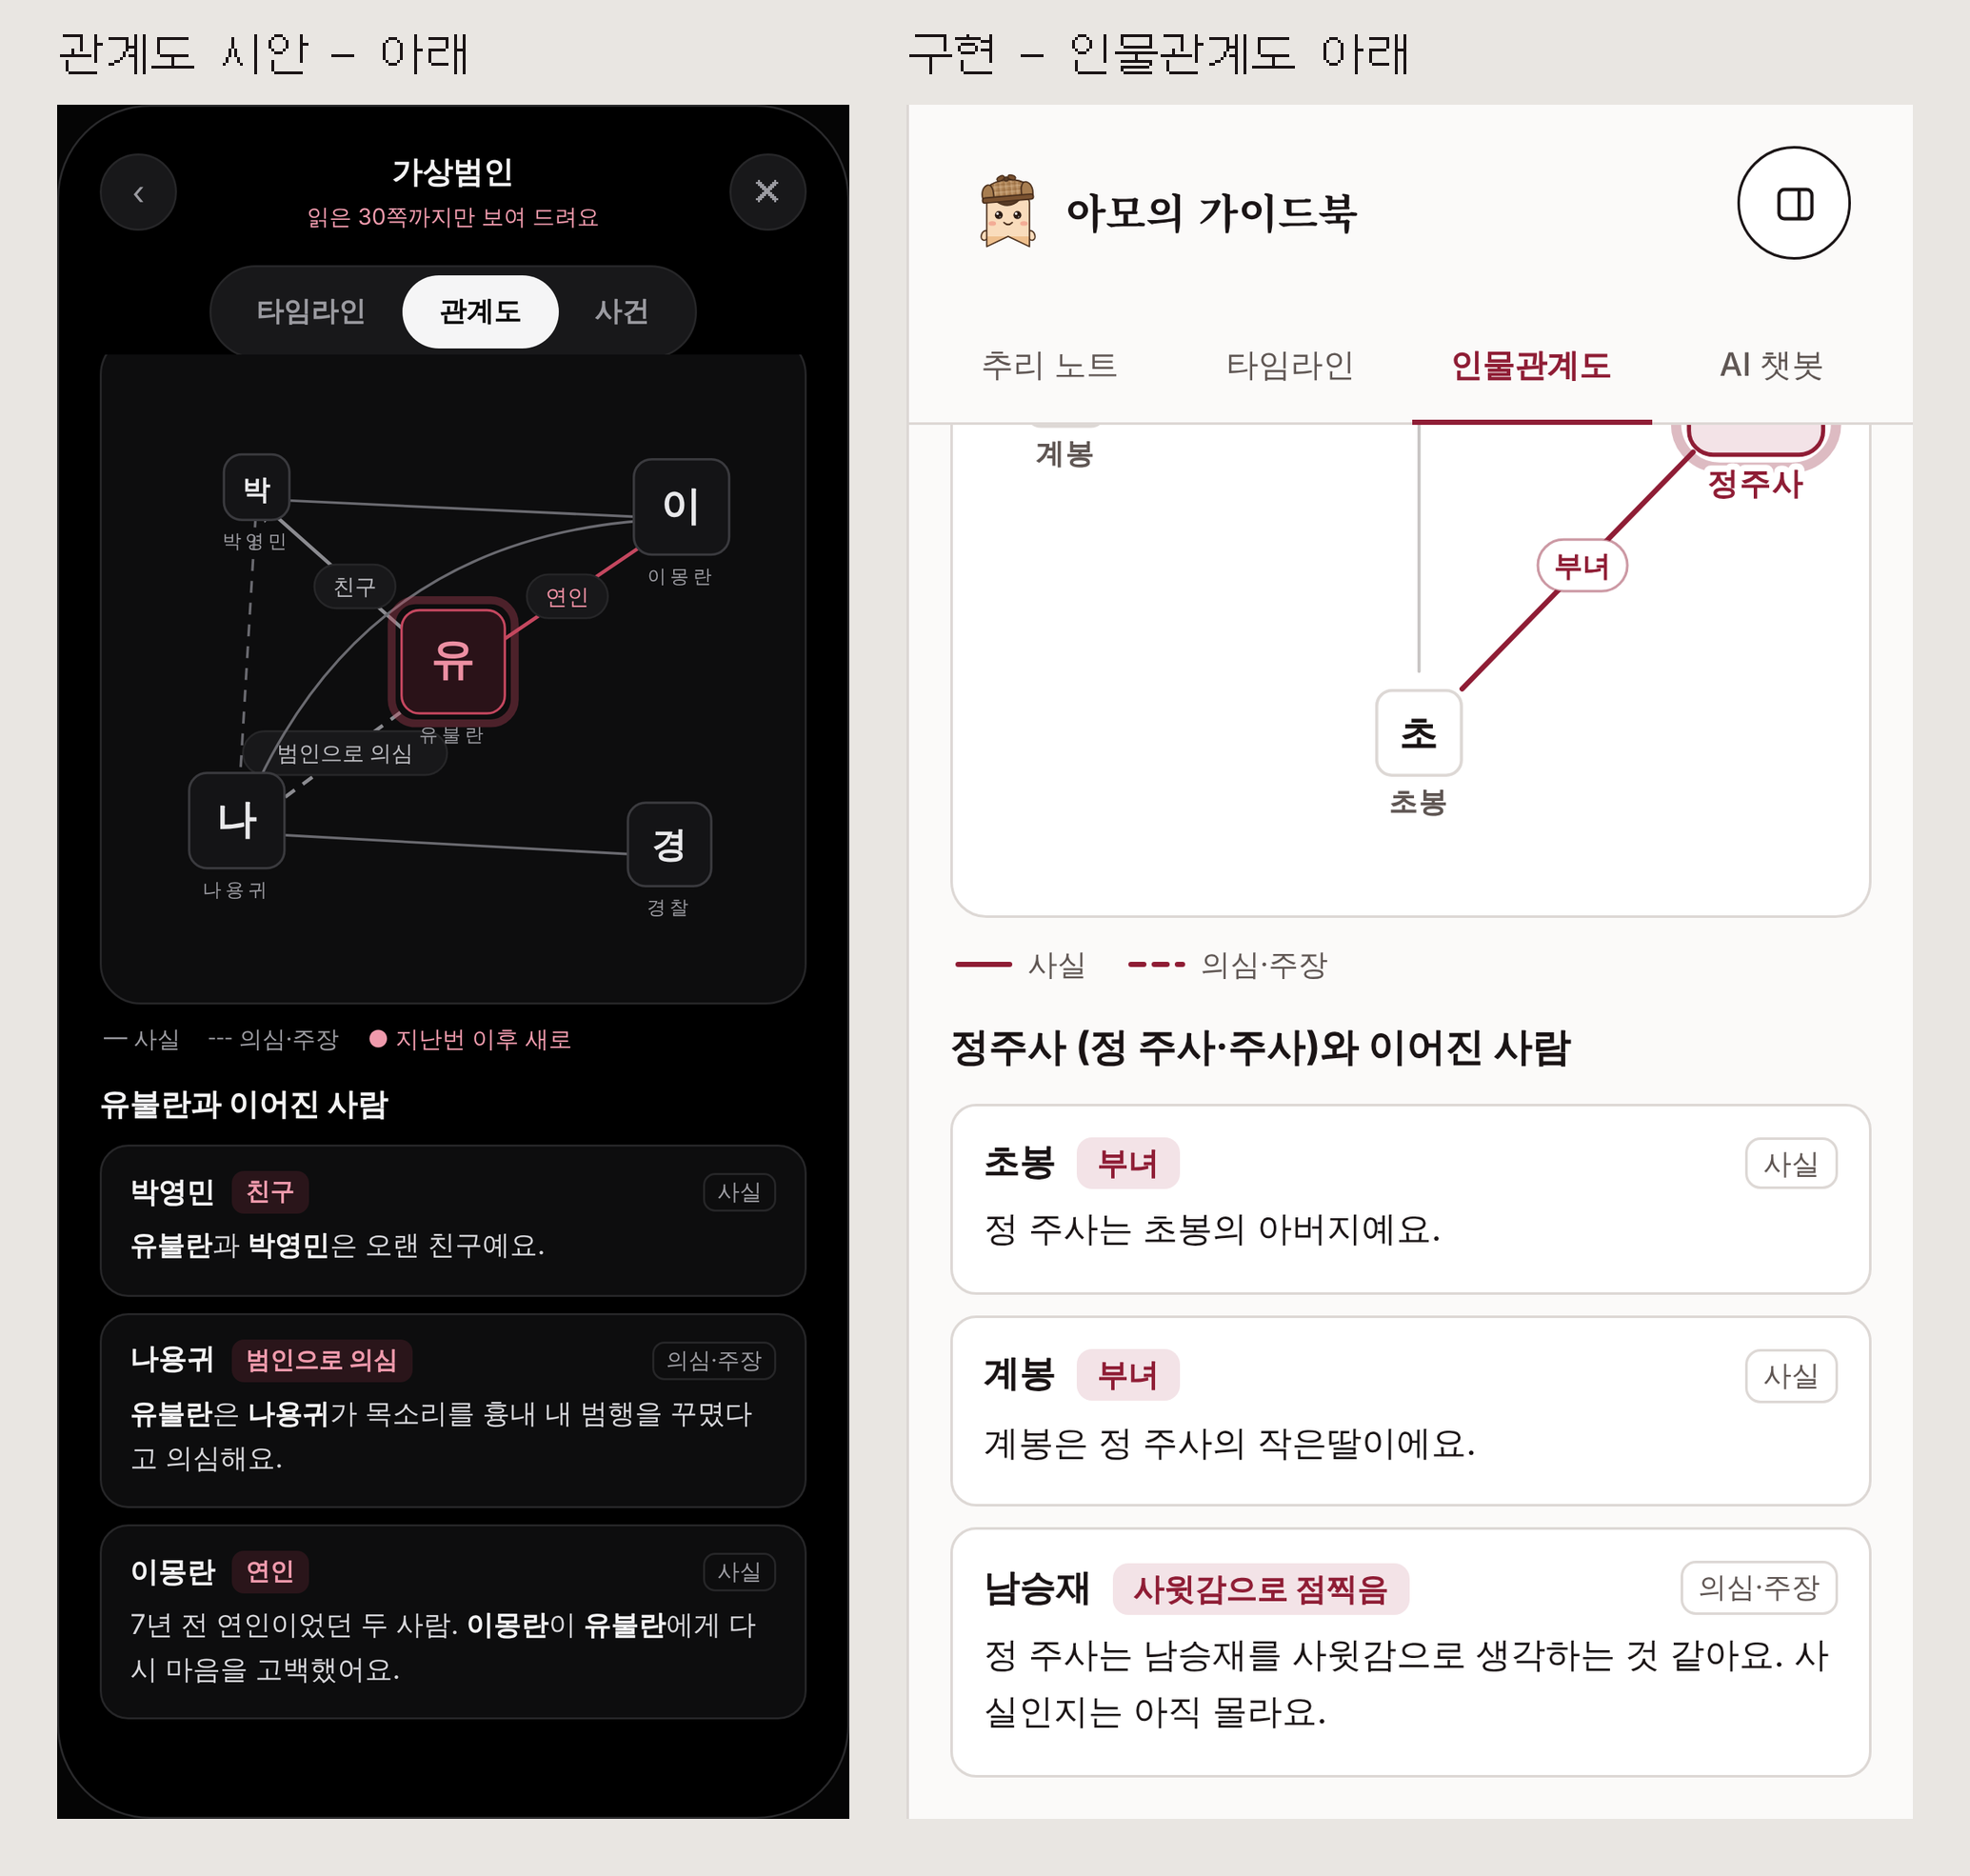 관계도 시안 - 아래
가상범인
읽은 30쪽까지만 보여 드려요
타임라인 관계도 사건
박
박영민
이
이몽란
친구
연인
유
유불란
범인으로 의심
나
나용귀
경
경찰
— 사실 --- 의심·주장 ● 지난번 이후 새로
유불란과 이어진 사람
박영민 친구 사실
유불란과 박영민은 오랜 친구예요.
나용귀 범인으로 의심 의심·주장
유불란은 나용귀가 목소리를 흉내 내 범행을 꾸몄다
고 의심해요.
이몽란 연인 사실
7년 전 연인이었던 두 사람. 이몽란이 유불란에게 다
시 마음을 고백했어요.
구현 - 인물관계도 아래
아모의 가이드북
추리 노트 타임라인 인물관계도 AI 챗봇
계봉
정주사
부녀
초
초봉
사실 의심·주장
정주사 (정 주사·주사)와 이어진 사람
초봉 부녀 사실
정 주사는 초봉의 아버지예요.
계봉 부녀 사실
계봉은 정 주사의 작은딸이에요.
남승재 사윗감으로 점찍음 의심·주장
정 주사는 남승재를 사윗감으로 생각하는 것 같아요. 사
실인지는 아직 몰라요.